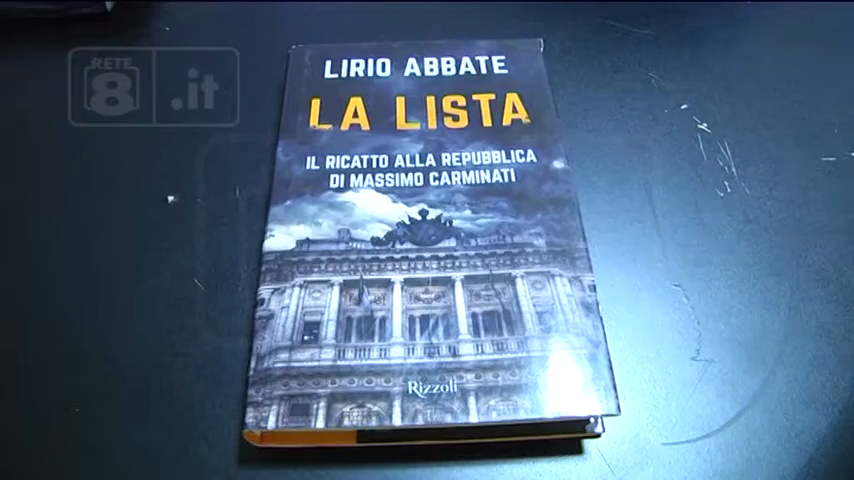 RETE
8
.it
LIRIO ABBATE
LA LISTA
IL RICATTO ALLA REPUBBLICA
DI MASSIMO CARMINATI
Rizzoli